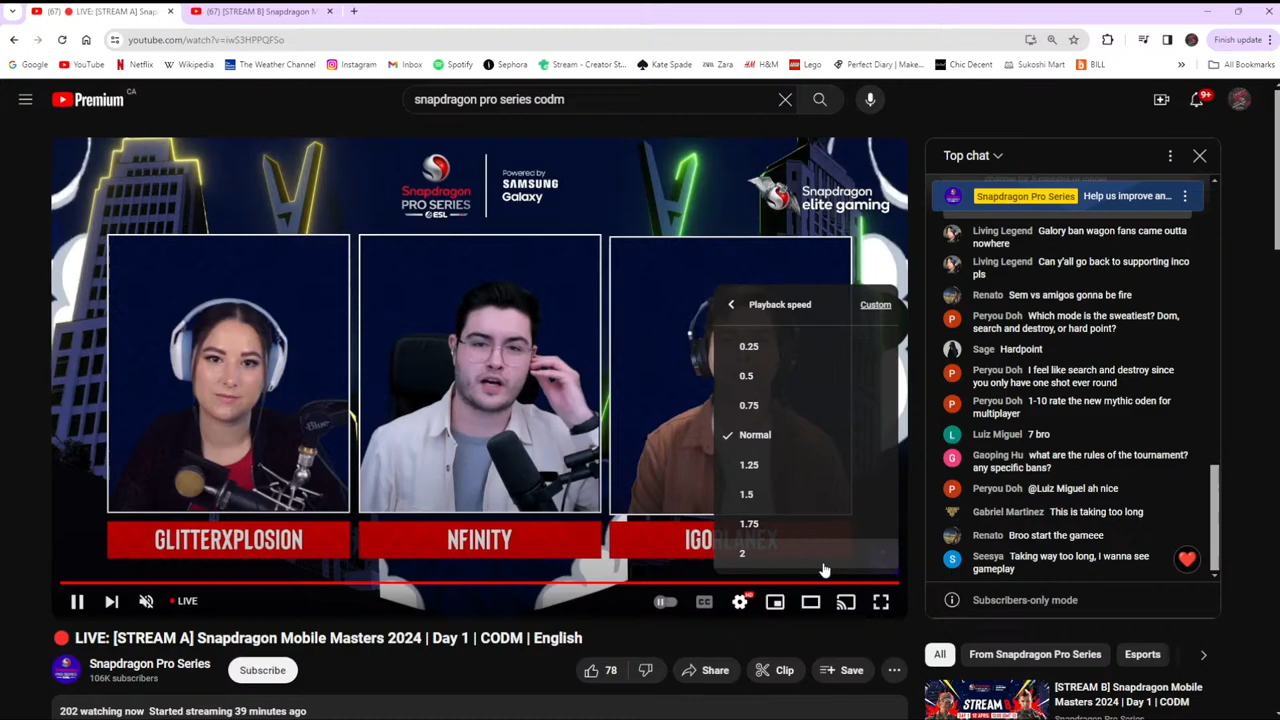 (67) 🔴 LIVE: [STREAM A] Snap
(67) [STREAM B] Snapdragon M
youtube.com/watch?v=iwS3HPPQFSo
Finish update
Google YouTube Netflix Wikipedia The Weather Channel Instagram Inbox Spotify Sephora Stream - Creator St... Kate Spade Zara H&M Lego Perfect Diary | Make... Chic Decent Sukoshi Mart BILL » All Bookmarks
Premium CA
snapdragon pro series codm
9+
Snapdragon
PRO SERIES
ESL
Powered by
SAMSUNG
Galaxy
Snapdragon
elite gaming
Playback speed Custom
0.25
0.5
0.75
Normal
1.25
1.5
1.75
2
GLITTERXPLOSION
NFINITY
LIVE
HD
🔴 LIVE: [STREAM A] Snapdragon Mobile Masters 2024 | Day 1 | CODM | English
Snapdragon Pro Series
106K subscribers
Subscribe
78
Share
Clip
Save
202 watching now Started streaming 39 minutes ago
Top chat
Snapdragon Pro Series Help us improve an...
Living Legend Galory ban wagon fans came outta
nowhere
Living Legend Can y'all go back to supporting Inco
pls
Renato Sem vs amigos gonna be fire
Peryou Doh Which mode is the sweatiest? Dom,
search and destroy, or hard point?
Sage Hardpoint
Peryou Doh I feel like search and destroy since
you only have one shot ever round
Peryou Doh 1-10 rate the new mythic oden for
multiplayer
Luiz Miguel 7 bro
Gaoping Hu what are the rules of the tournament?
any specific bans?
Peryou Doh @Luiz Miguel ah nice
Gabriel Martinez This is taking too long
Renato Broo start the gameee
Seesya Taking way too long, I wanna see
gameplay
Subscribers-only mode
All
From Snapdragon Pro Series
Esports
[STREAM B] Snapdragon Mobile
Masters 2024 | Day 1 | CODM
Snapdragon Pro Series
STREAM B